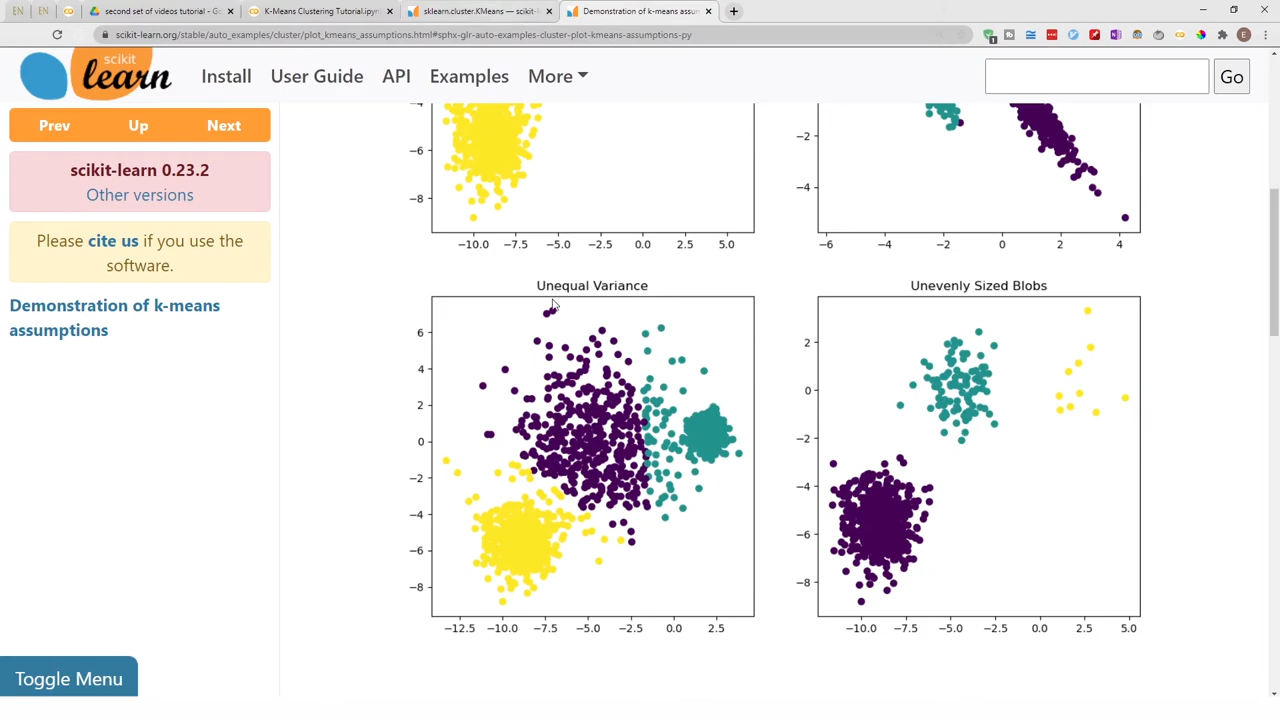 EN
EN
second set of videos tutorial - Go
K-Means Clustering Tutorial.ipyn
sklearn.cluster.KMeans — scikit-l
Demonstration of k-means assum
scikit-learn.org/stable/auto_examples/cluster/plot_kmeans_assumptions.html#sphx-glr-auto-examples-cluster-plot-kmeans-assumptions-py
E
scikit
learn
Install User Guide API Examples More
Go
Prev Up Next
scikit-learn 0.23.2
Other versions
Please cite us if you use the
software.
Demonstration of k-means
assumptions
−4
−6
−8
−10.0 −7.5 −5.0 −2.5 0.0 2.5 5.0
−2
−4
−6 −4 −2 0 2 4
Unequal Variance
6
4
2
0
−2
−4
−6
−8
−12.5 −10.0 −7.5 −5.0 −2.5 0.0 2.5
Unevenly Sized Blobs
2
0
−2
−4
−6
−8
−10.0 −7.5 −5.0 −2.5 0.0 2.5 5.0
Toggle Menu